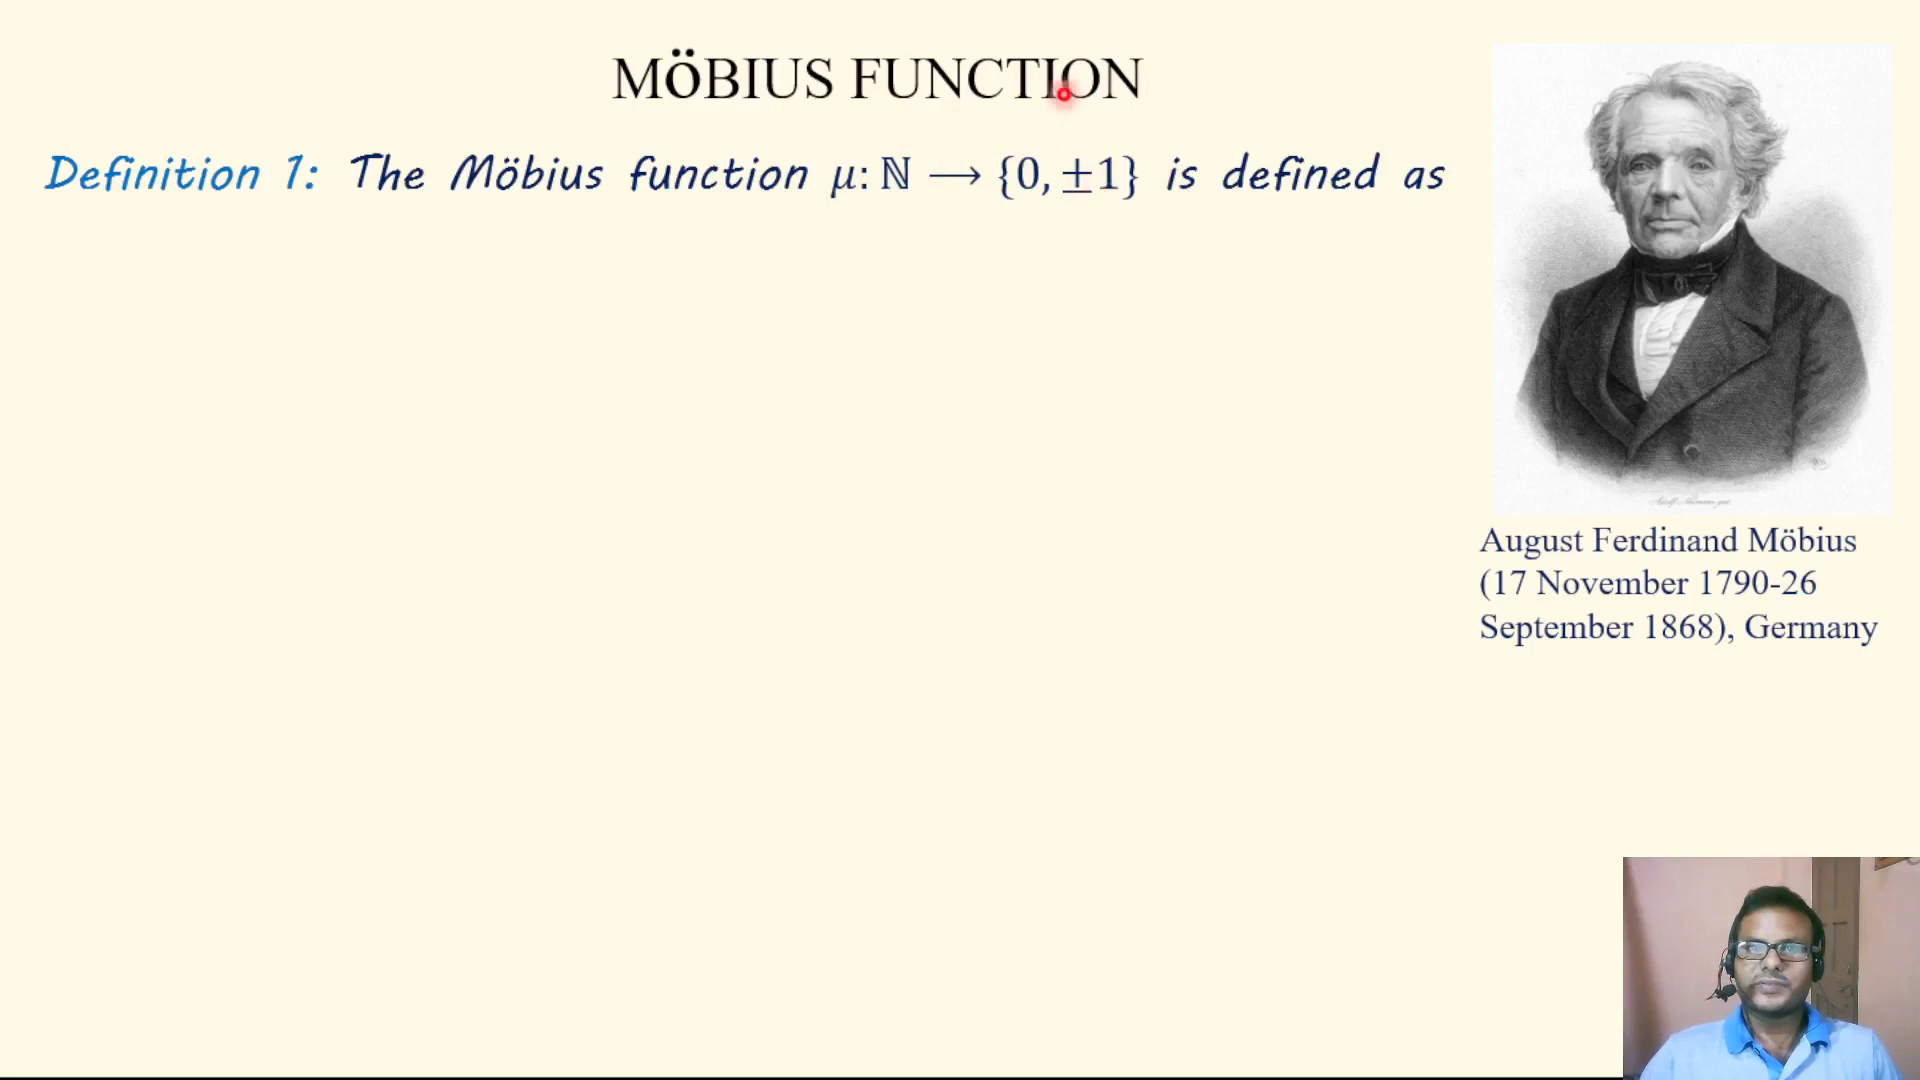 MÖBIUS FUNCTION
Definition 1: The Möbius function μ: ℕ ⟶ {0, ±1} is defined as
August Ferdinand Möbius
(17 November 1790-26
September 1868), Germany